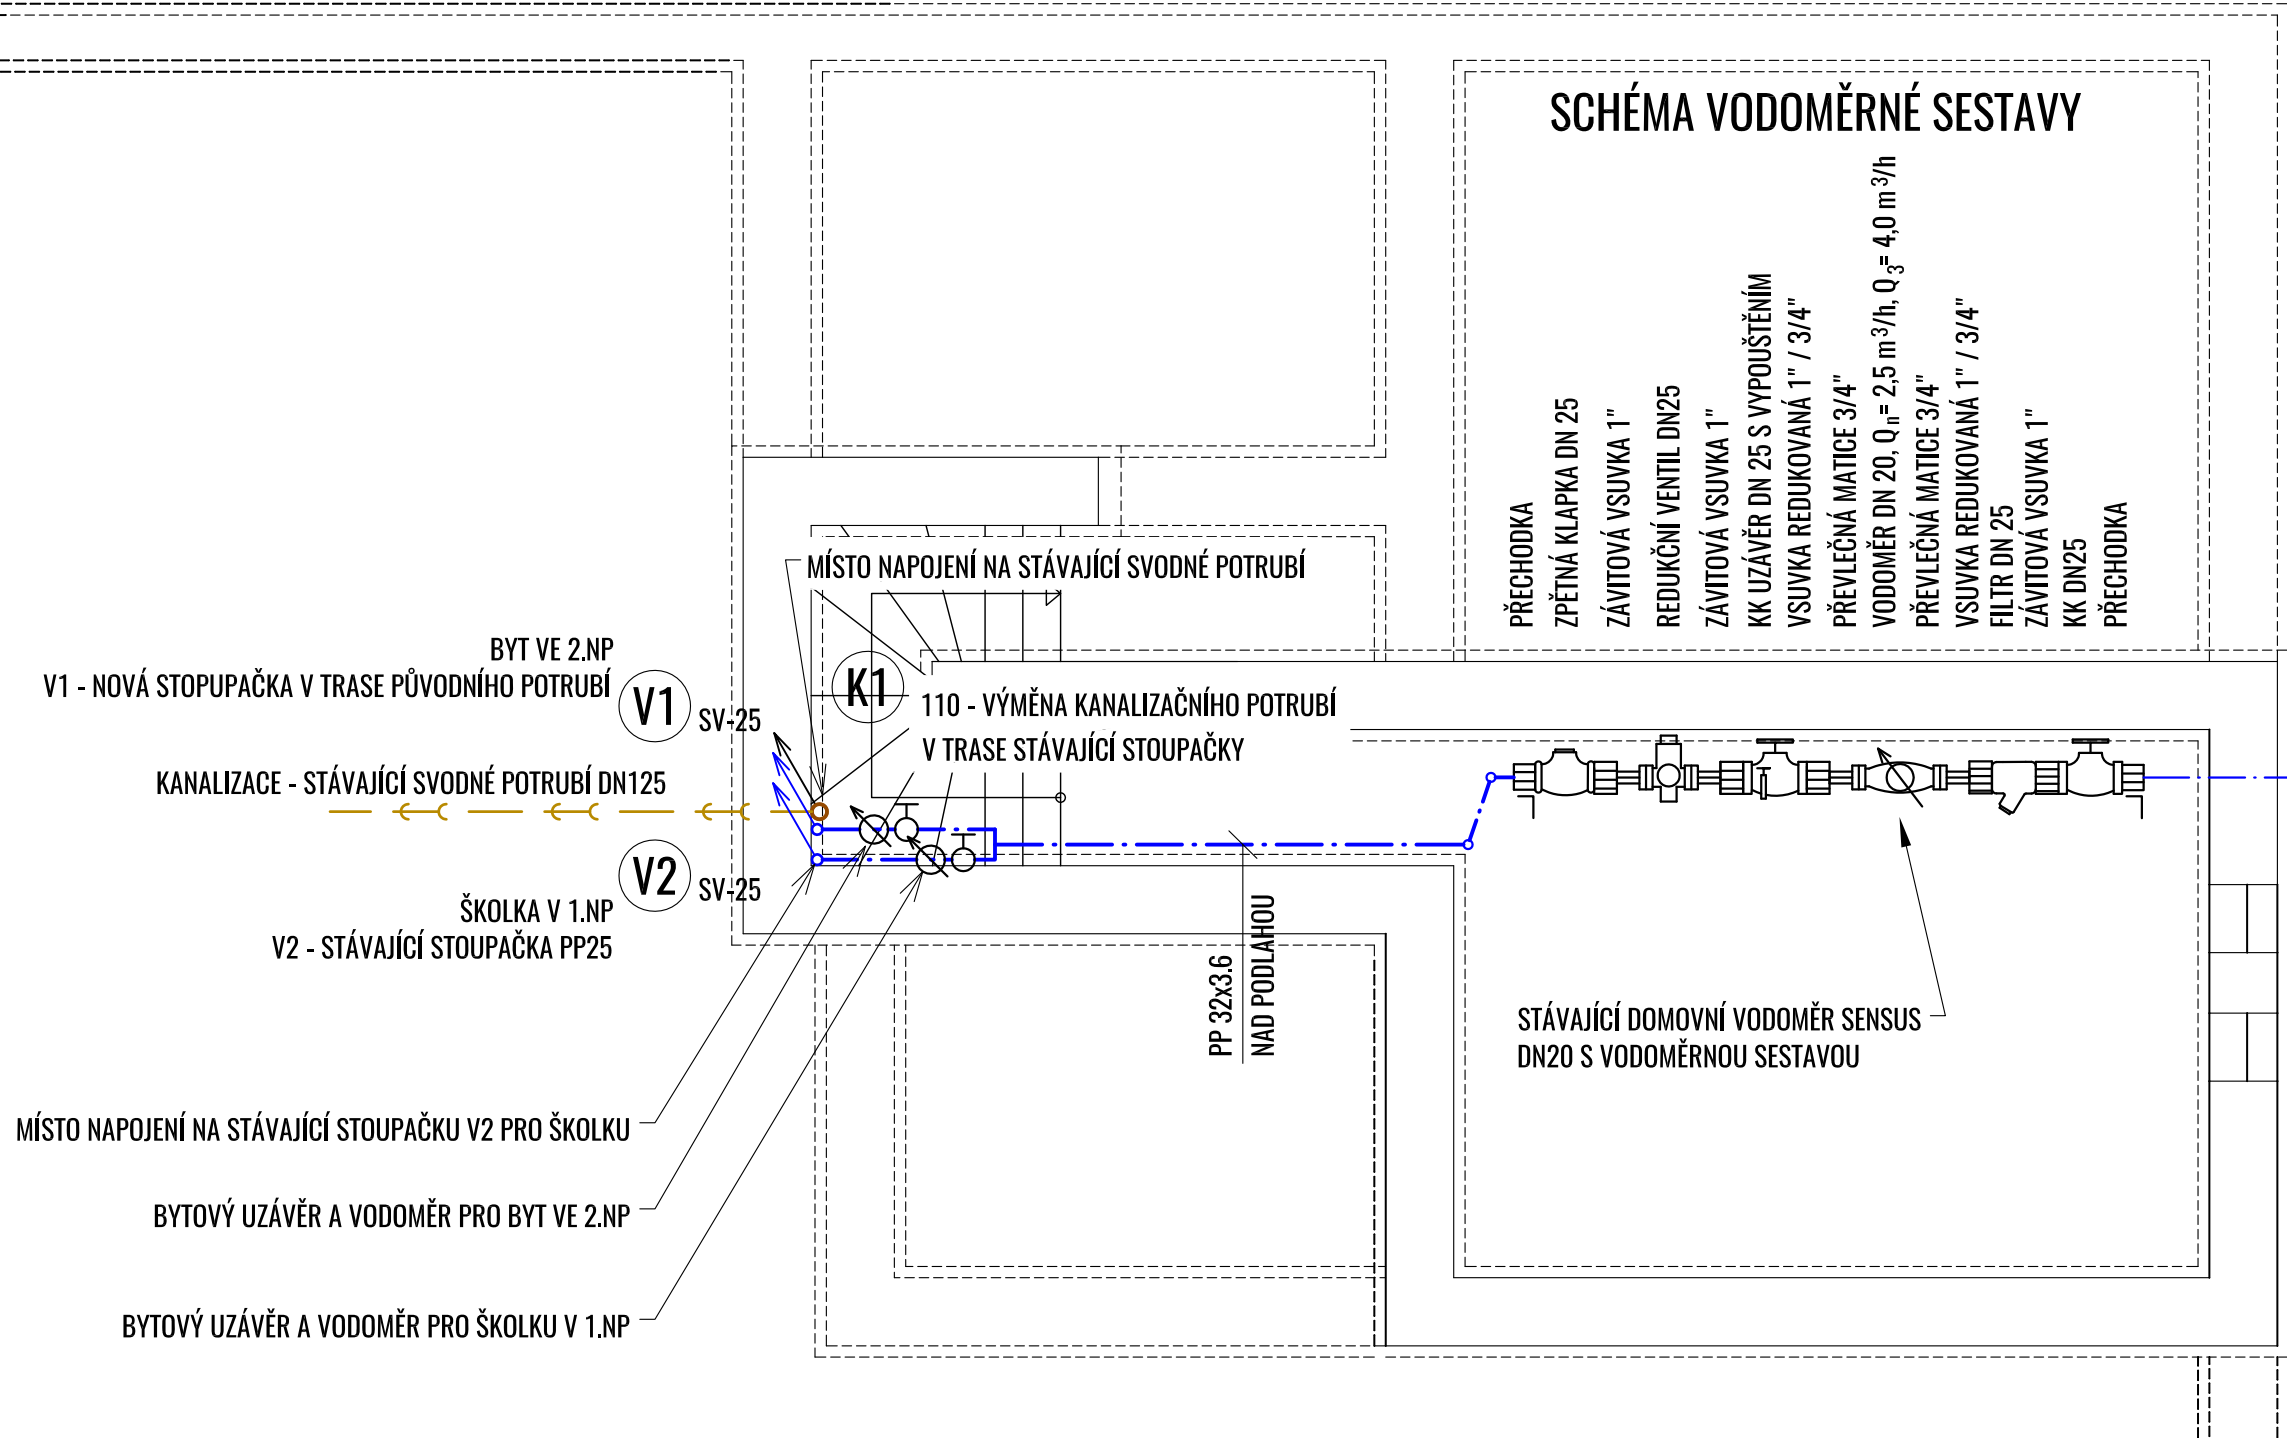 SCHÉMA VODOMĚRNÉ SESTAVY
PŘECHODKA
ZPĚTNÁ KLAPKA DN 25
ZÁVITOVÁ VSUVKA 1"
REDUKČNÍ VENTIL DN25
ZÁVITOVÁ VSUVKA 1"
KK UZÁVĚR DN 25 S VYPOUŠTĚNÍM
VSUVKA REDUKOVANÁ 1" / 3/4"
PŘEVLEČNÁ MATICE 3/4"
VODOMĚR DN 20, Qn= 2,5 m³/h, Q3= 4,0 m³/h
PŘEVLEČNÁ MATICE 3/4"
VSUVKA REDUKOVANÁ 1" / 3/4"
FILTR DN 25
ZÁVITOVÁ VSUVKA 1"
KK DN25
PŘECHODKA
MÍSTO NAPOJENÍ NA STÁVAJÍCÍ SVODNÉ POTRUBÍ
BYT VE 2.NP
V1 - NOVÁ STOPUPAČKA V TRASE PŮVODNÍHO POTRUBÍ
V1
SV-25
K1
110 - VÝMĚNA KANALIZAČNÍHO POTRUBÍ
V TRASE STÁVAJÍCÍ STOUPAČKY
KANALIZACE - STÁVAJÍCÍ SVODNÉ POTRUBÍ DN125
V2
SV-25
ŠKOLKA V 1.NP
V2 - STÁVAJÍCÍ STOUPAČKA PP25
PP 32x3.6
NAD PODLAHOU
STÁVAJÍCÍ DOMOVNÍ VODOMĚR SENSUS
DN20 S VODOMĚRNOU SESTAVOU
MÍSTO NAPOJENÍ NA STÁVAJÍCÍ STOUPAČKU V2 PRO ŠKOLKU
BYTOVÝ UZÁVĚR A VODOMĚR PRO BYT VE 2.NP
BYTOVÝ UZÁVĚR A VODOMĚR PRO ŠKOLKU V 1.NP